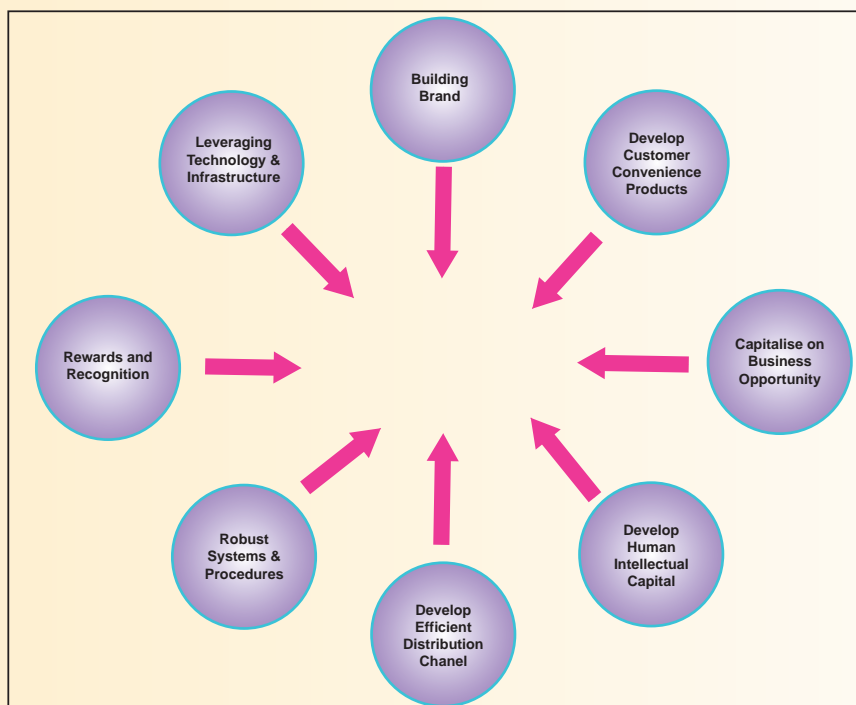 Building
Brand
Develop
Customer
Convenience
Products
Capitalise on
Business
Opportunity
Develop
Human
Intellectual
Capital
Develop
Efficient
Distribution
Chanel
Robust
Systems &
Procedures
Rewards and
Recognition
Leveraging
Technology &
Infrastructure